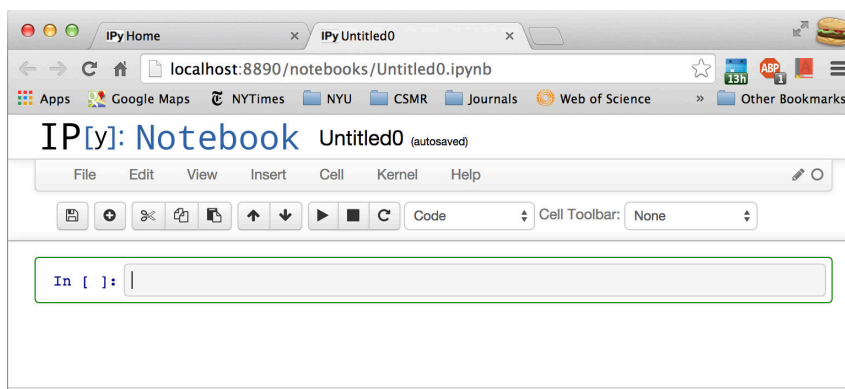 IPy Home × IPy Untitled0 ×
localhost:8890/notebooks/Untitled0.ipynb 13h ABP 1
Apps Google Maps T NYTimes NYU CSMR Journals Web of Science » Other Bookmarks
IP[y]: Notebook Untitled0 (autosaved)
File Edit View Insert Cell Kernel Help
Code Cell Toolbar: None
In [ ]: